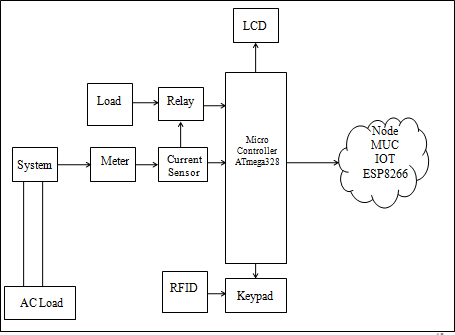 LCD
Load
Relay
Micro
Controller
ATmega328
Node
MUC
IOT
ESP8266
System
Meter
Current
Sensor
RFID
Keypad
AC Load